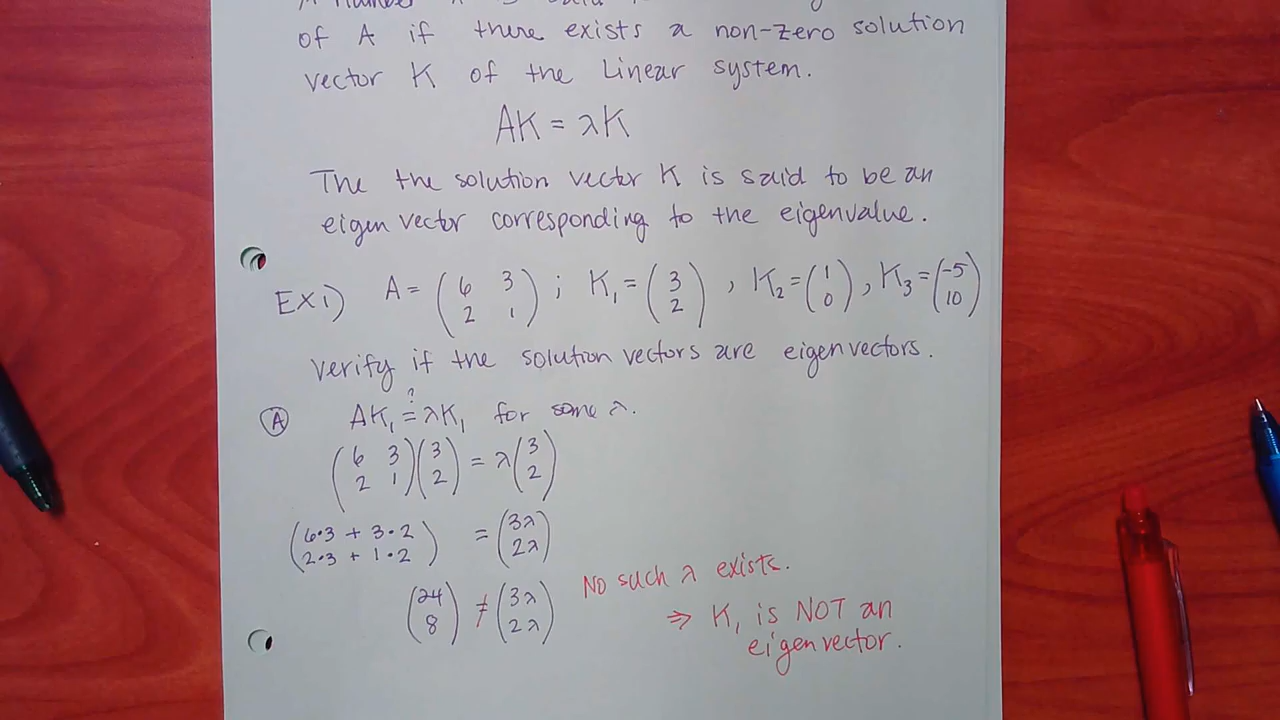 of A if there exists a non-zero solution
vector K of the Linear system.
AK = λK
The the solution vector K is said to be an
eigen vector corresponding to the eigenvalue.
EX 1) A = (6 3 2 1) ; K₁ = (3 2) , K₂ = (1 0) , K₃ = (-5 10)
Verify if the solution vectors are eigenvectors.
Ⓐ AK₁ ≟ λK₁ for some λ.
(6 3 2 1)(3 2) = λ(3 2)
(6•3 + 3•2 2•3 + 1•2) = (3λ 2λ)
(24 8) ≠ (3λ 2λ) No such λ exists.
⇒ K₁ is NOT an
eigenvector.